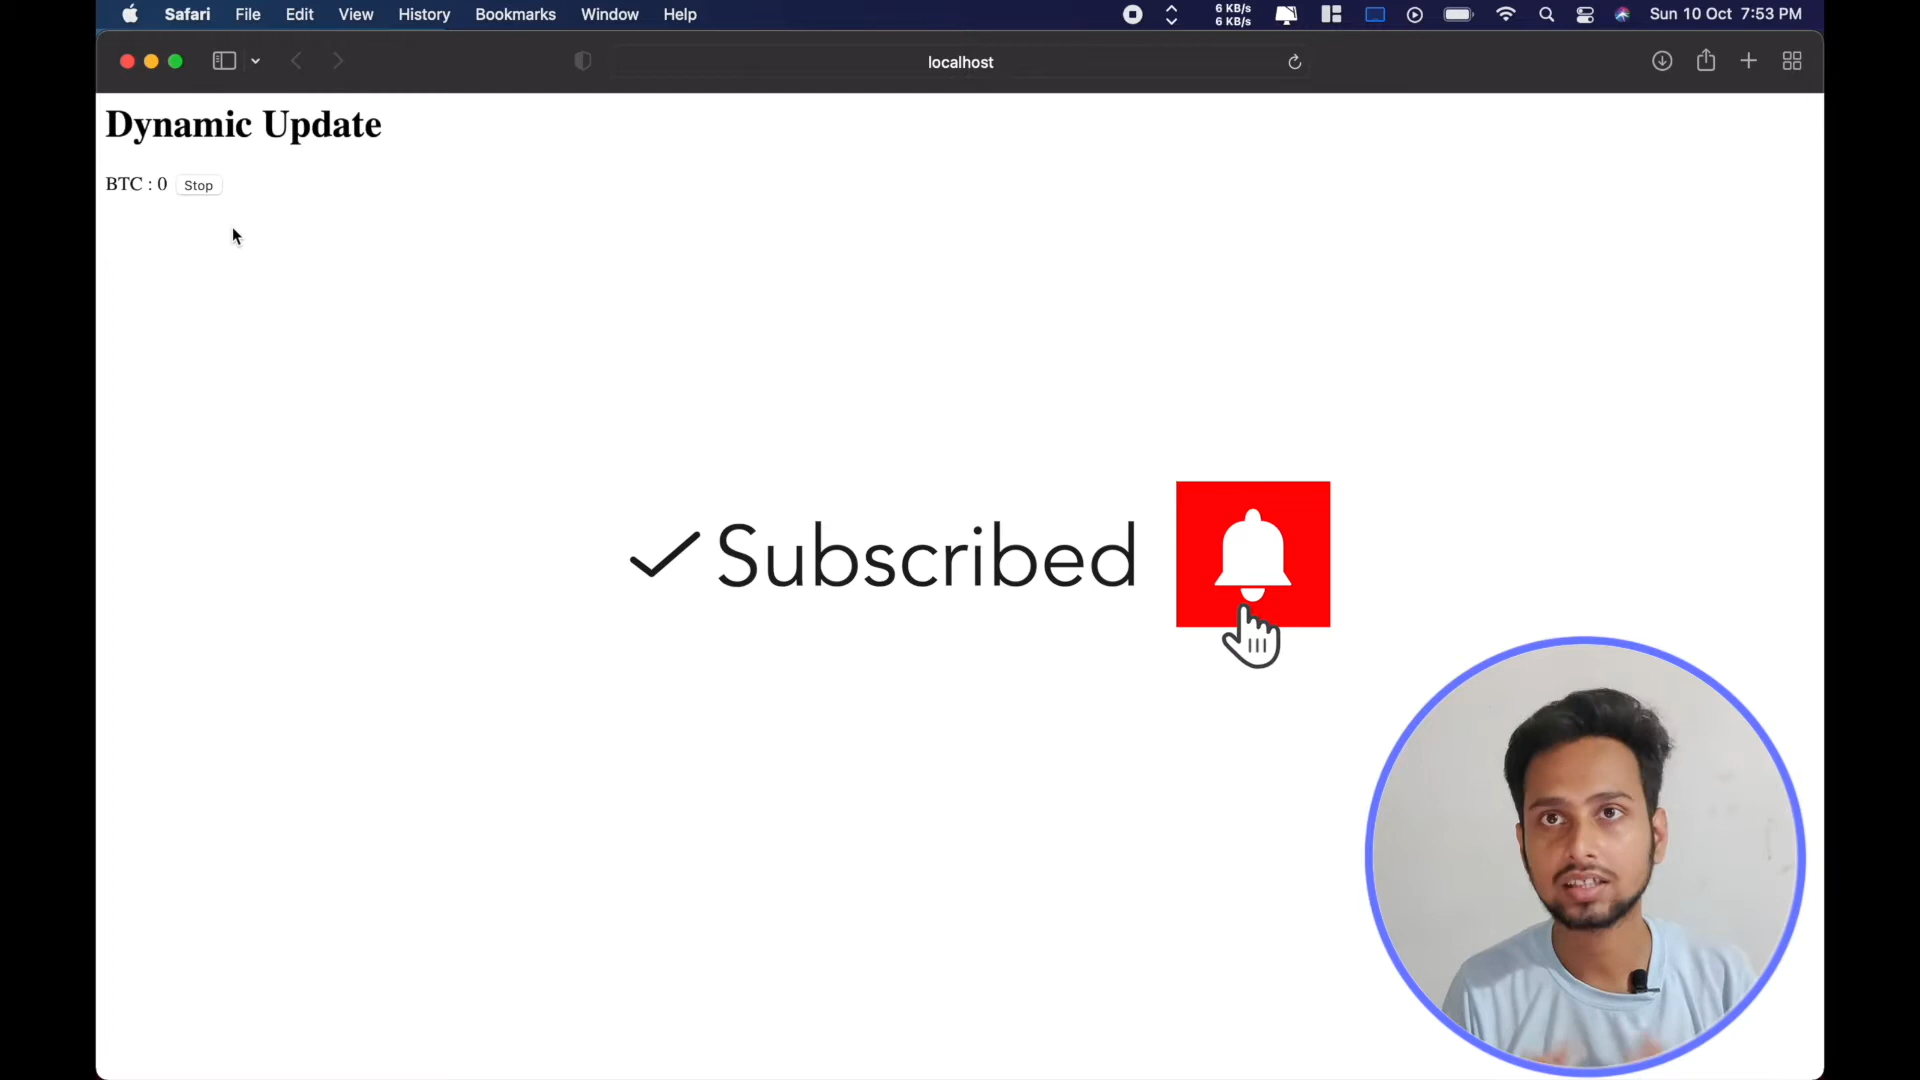 Safari File Edit View History Bookmarks Window Help
6 KB/s
6 KB/s
Sun 10 Oct 7:53 PM
localhost
Dynamic Update
BTC : 0 Stop
Subscribed